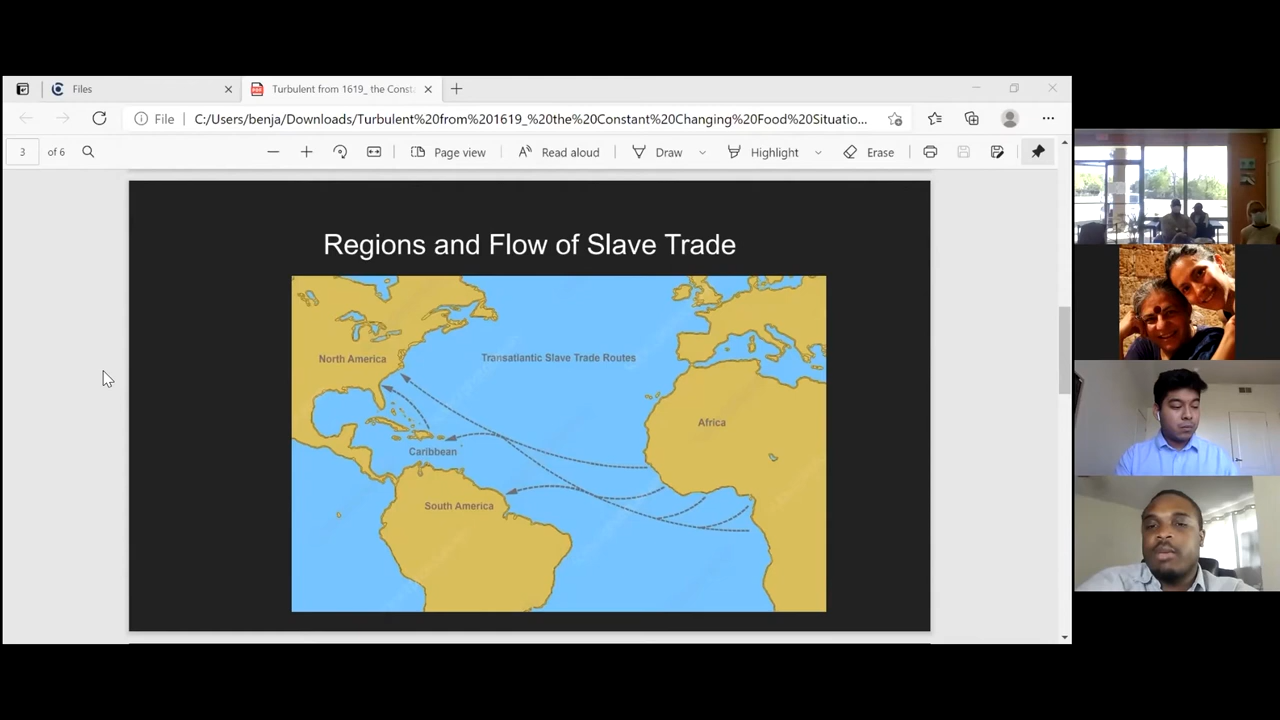 Files
Turbulent from 1619_ the Consta
File
C:/Users/benja/Downloads/Turbulent%20from%201619_%20the%20Constant%20Changing%20Food%20Situatio...
3 of 6
Page view
Read aloud
Draw
Highlight
Erase
Regions and Flow of Slave Trade
North America
Transatlantic Slave Trade Routes
Africa
Caribbean
South America